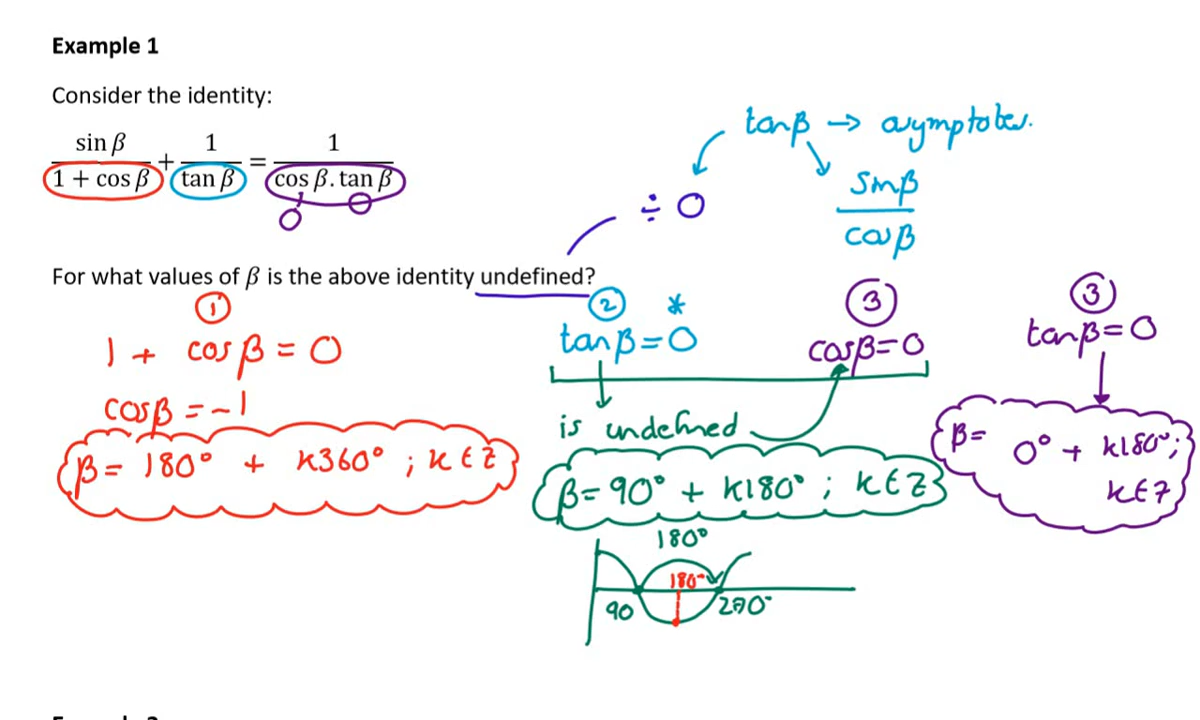 Example 1
Consider the identity:
sin β / (1 + cos β) + 1 / tan β = 1 / (cos β. tan β)
0 0
tanβ → asymptotes.
÷ 0
sinβ / cosβ
For what values of β is the above identity undefined?
①
1 + cos β = 0
cosβ = -1
β = 180° + k360° ; k ∈ Z
② *
tanβ = 0
is undefined
③
cosβ = 0
β = 90° + k180° ; k ∈ Z
③
tanβ = 0
β = 0° + k180° ;
k ∈ Z
180°
180°
90
270°